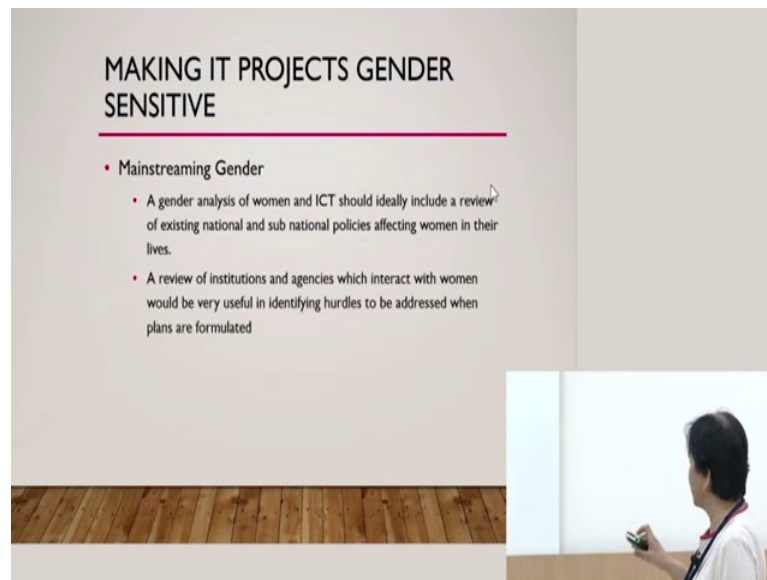 MAKING IT PROJECTS GENDER
SENSITIVE
• Mainstreaming Gender
• A gender analysis of women and ICT should ideally include a review
of existing national and sub national policies affecting women in their
lives.
• A review of institutions and agencies which interact with women
would be very useful in identifying hurdles to be addressed when
plans are formulated